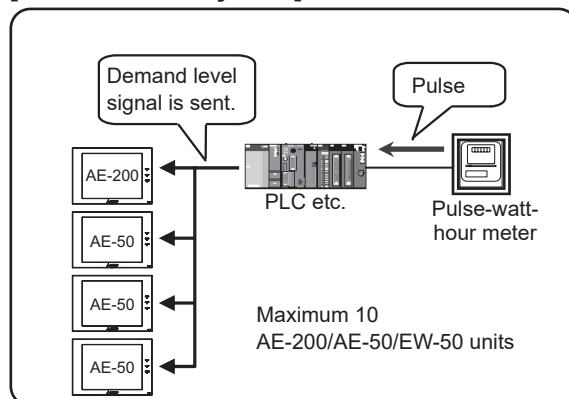 Demand level
signal is sent.
Pulse
AE-200
PLC etc.
Pulse-watt-
hour meter
AE-50
AE-50
AE-50
Maximum 10
AE-200/AE-50/EW-50 units